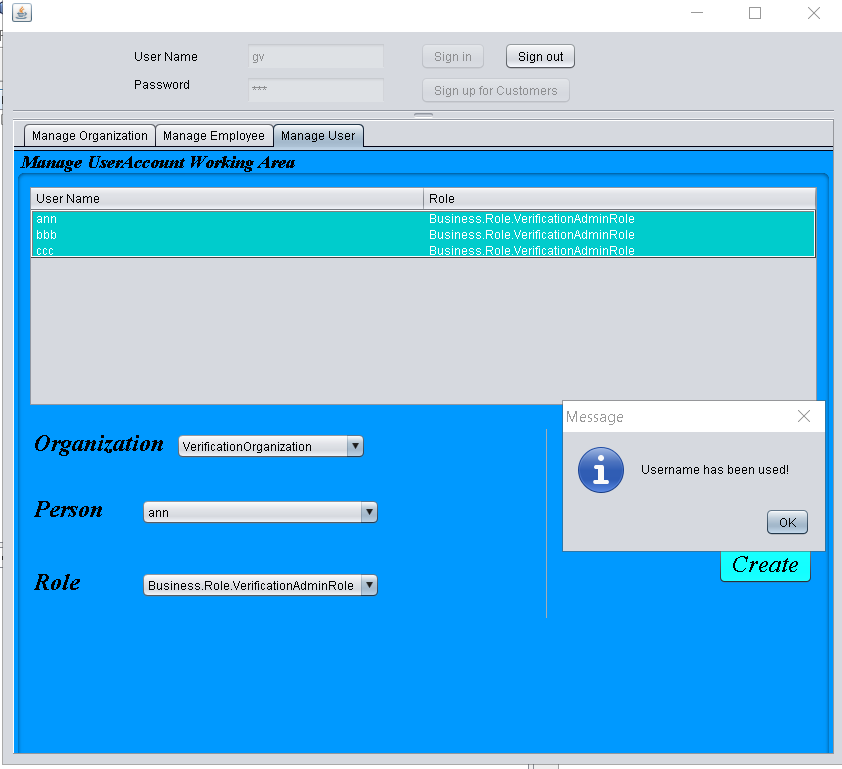 User Name gv Sign in Sign out
Password *** Sign up for Customers
Manage Organization Manage Employee Manage User
Manage UserAccount Working Area
User Name Role
ann Business.Role.VerificationAdminRole
bbb Business.Role.VerificationAdminRole
ccc Business.Role.VerificationAdminRole
Message
Organization VerificationOrganization
Username has been used!
Person ann OK
Create
Role Business.Role.VerificationAdminRole